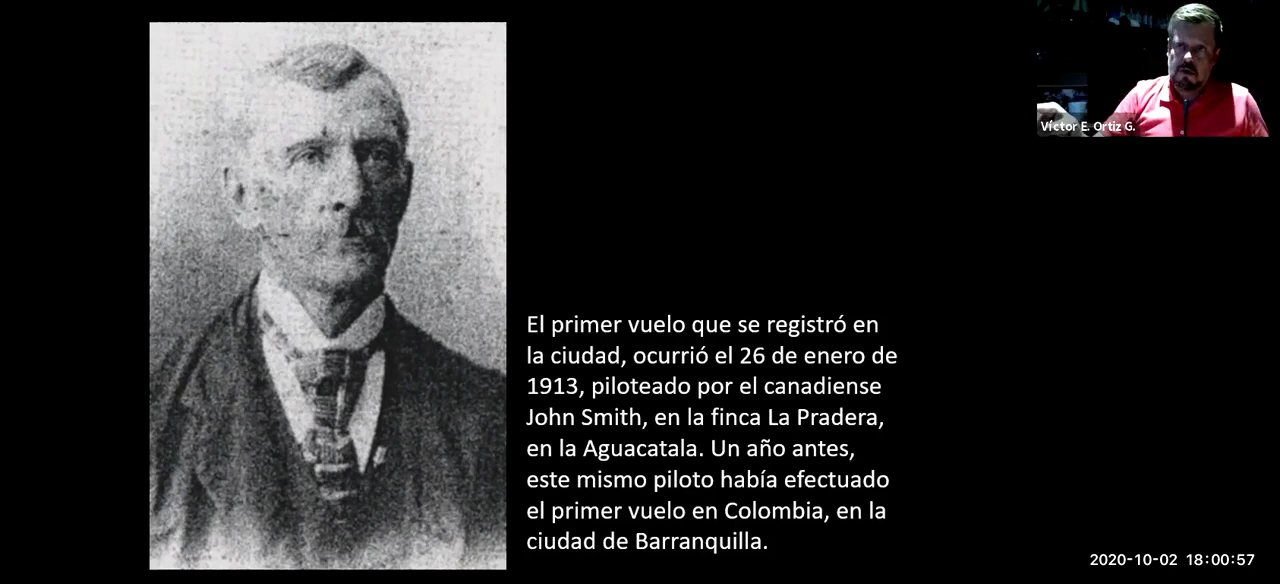 Víctor E. Ortiz G.
El primer vuelo que se registró en
la ciudad, ocurrió el 26 de enero de
1913, piloteado por el canadiense
John Smith, en la finca La Pradera,
en la Aguacatala. Un año antes,
este mismo piloto había efectuado
el primer vuelo en Colombia, en la
ciudad de Barranquilla.
2020-10-02 18:00:57